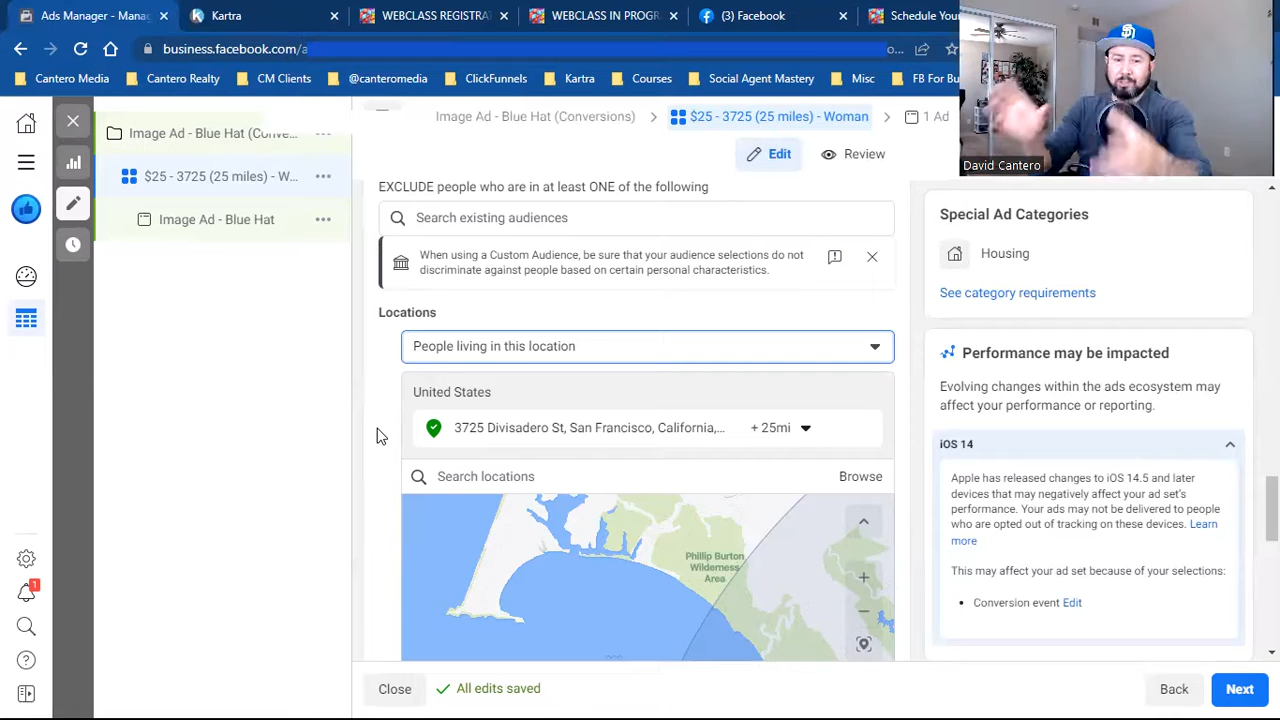 Ads Manager - Manag
Kartra
WEBCLASS REGISTRA
WEBCLASS IN PROGR
(3) Facebook
Schedule You
business.facebook.com/a
o...
Cantero Media
Cantero Realty
CM Clients
@canteromedia
ClickFunnels
Kartra
Courses
Social Agent Mastery
Misc
FB For Bu
SD
David Cantero
Image Ad - Blue Hat (Conve...
$25 - 3725 (25 miles) - W...
Image Ad - Blue Hat
Image Ad - Blue Hat (Conversions)
$25 - 3725 (25 miles) - Woman
1 Ad
Edit
Review
EXCLUDE people who are in at least ONE of the following
Search existing audiences
When using a Custom Audience, be sure that your audience selections do not
discriminate against people based on certain personal characteristics.
Locations
People living in this location
United States
3725 Divisadero St, San Francisco, California,...
+ 25mi
Search locations
Browse
Phillip Burton
Wilderness
Area
Special Ad Categories
Housing
See category requirements
Performance may be impacted
Evolving changes within the ads ecosystem may
affect your performance or reporting.
iOS 14
Apple has released changes to iOS 14.5 and later
devices that may negatively affect your ad set's
performance. Your ads may not be delivered to people
who are opted out of tracking on these devices. Learn
more
This may affect your ad set because of your selections:
• Conversion event Edit
1
Close
All edits saved
Back
Next